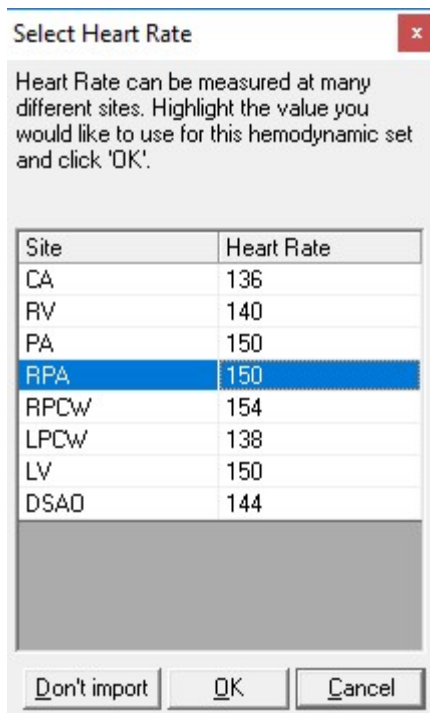 Select Heart Rate x
Heart Rate can be measured at many
different sites. Highlight the value you
would like to use for this hemodynamic set
and click 'OK'.
Site Heart Rate
CA 136
RV 140
PA 150
RPA 150
RPCW 154
LPCW 138
LV 150
DSAO 144
Don't import OK Cancel